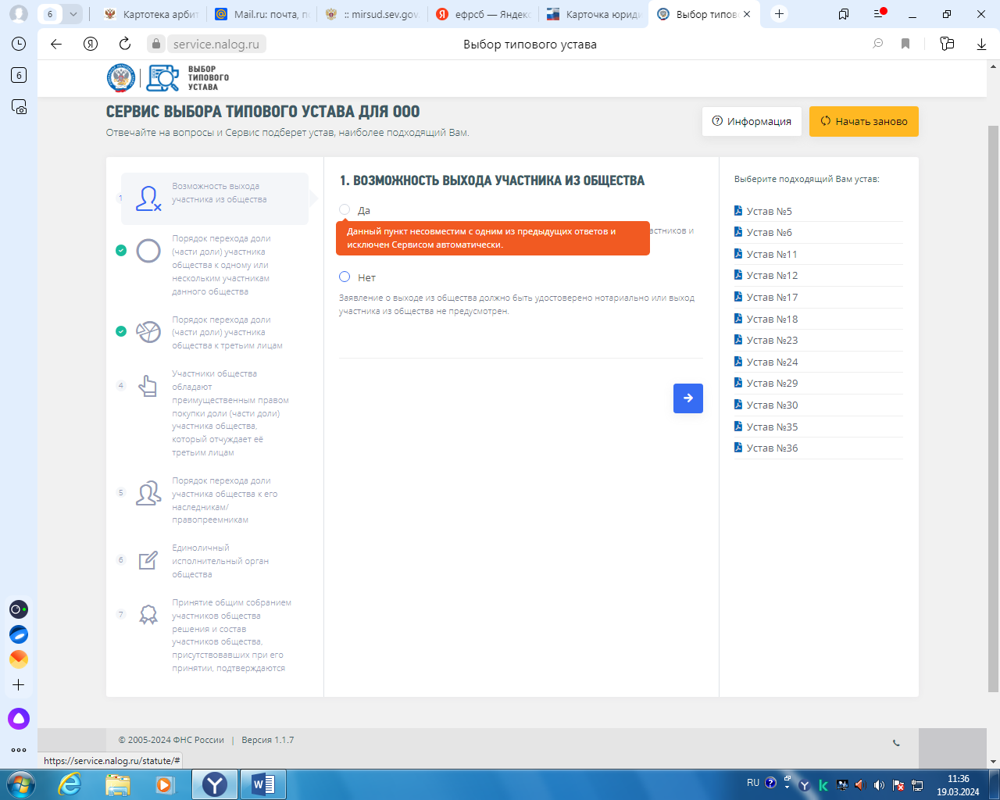 6
Картотека арбит
Mail.ru: почта, по
:: mirsud.sev.gov.
ефрсб — Яндекс
Карточка юриди
Выбор типово
6
service.nalog.ru
Выбор типового устава
ВЫБОР
ТИПОВОГО
УСТАВА
СЕРВИС ВЫБОРА ТИПОВОГО УСТАВА ДЛЯ ООО
Отвечайте на вопросы и Сервис подберет устав, наиболее подходящий Вам.
Информация
Начать заново
1
Возможность выхода
участника из общества
Порядок перехода доли
(части доли) участника
общества к одному или
нескольким участникам
данного общества
Порядок перехода доли
(части доли) участника
общества к третьим лицам
4
Участники общества
обладают
преимущественным правом
покупки доли (части доли)
участника общества,
который отчуждает её
третьим лицам
5
Порядок перехода доли
участника общества к его
наследникам/
правопреемникам
6
Единоличный
исполнительный орган
общества
7
Принятие общим собранием
участников общества
решения и состав
участников общества,
присутствовавших при его
принятии, подтверждаются
1. ВОЗМОЖНОСТЬ ВЫХОДА УЧАСТНИКА ИЗ ОБЩЕСТВА
Да
Данный пункт несовместим с одним из предыдущих ответов и
исключен Сервисом автоматически.
астников и
Нет
Заявление о выходе из общества должно быть удостоверено нотариально или выход
участника из общества не предусмотрен.
Выберите подходящий Вам устав:
Устав №5
Устав №6
Устав №11
Устав №12
Устав №17
Устав №18
Устав №23
Устав №24
Устав №29
Устав №30
Устав №35
Устав №36
© 2005-2024 ФНС России | Версия 1.1.7
https://service.nalog.ru/statute/#
RU
11:36
19.03.2024